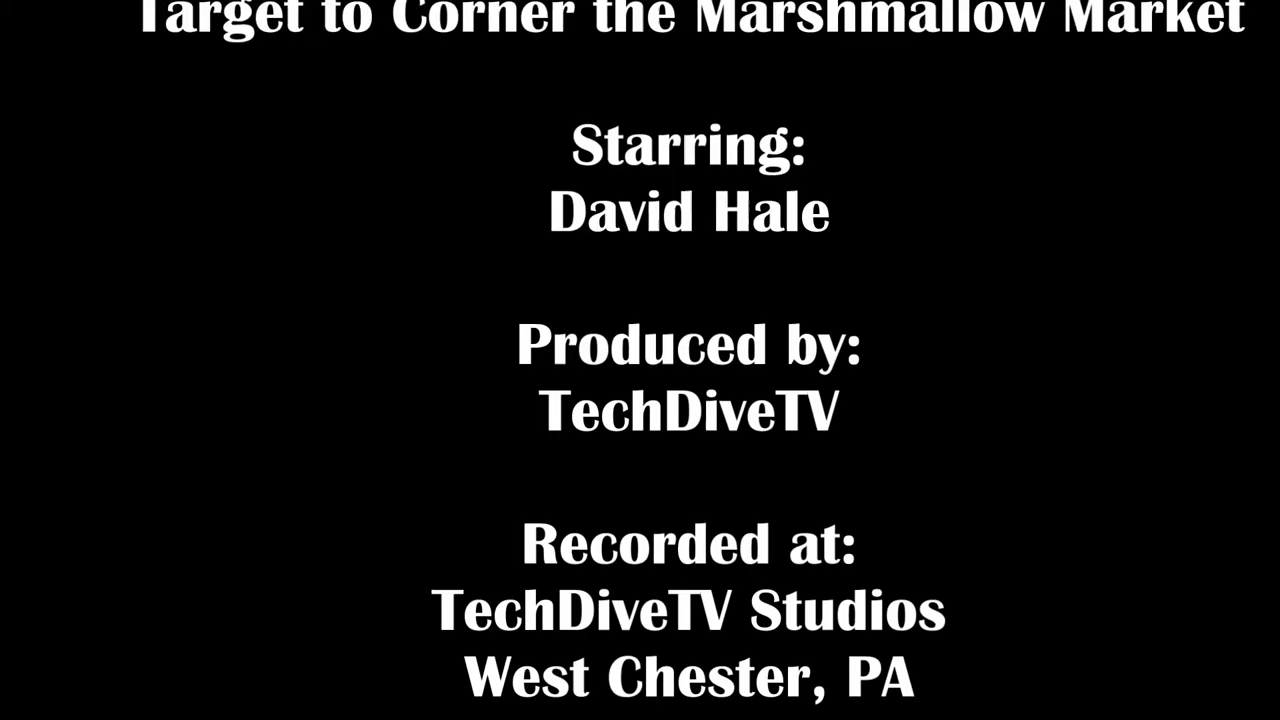 Target to Corner the Marshmallow Market
Starring:
David Hale
Produced by:
TechDiveTV
Recorded at:
TechDiveTV Studios
West Chester, PA